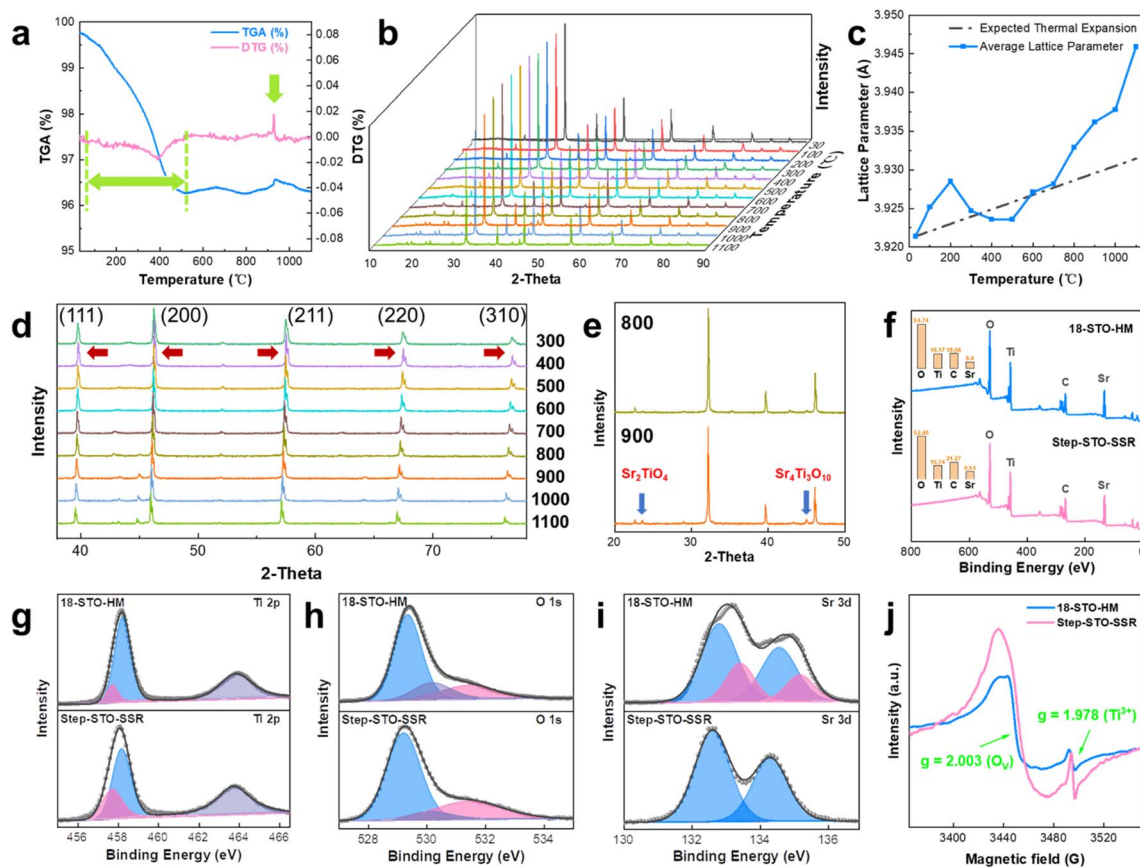 a
TGA (%)
DTG (%)
100
99
98
97
96
95
TGA (%)
0.08
0.06
0.04
0.02
0.00
-0.02
-0.04
-0.06
-0.08
DTG (%)
200
400
600
800
1000
Temperature (℃)
b
Intensity
30
100
200
300
400
500
600
700
800
900
1000
1100
Temperature (℃)
10
20
30
40
50
60
70
80
90
2-Theta
c
Expected Thermal Expansion
Average Lattice Parameter
3.950
3.945
3.940
3.935
3.930
3.925
3.920
Lattice Parameter (A)
0
200
400
600
800
1000
Temperature (℃)
d
(111)
(200)
(211)
(220)
(310)
300
400
500
600
700
800
900
1000
1100
Intensity
40
50
60
70
2-Theta
e
800
900
Sr₂TiO₄
Sr₄Ti₃O₁₀
Intensity
20
30
40
50
2-Theta
f
18-STO-HM
O
Ti
C
Sr
O Ti C Sr
Step-STO-SSR
O
Ti
C
Sr
O Ti C Sr
Intensity
800
600
400
200
0
Binding Energy (eV)
g
18-STO-HM
Ti 2p
Step-STO-SSR
Ti 2p
Intensity
456
458
460
462
464
466
Binding Energy (eV)
h
18-STO-HM
O 1s
Step-STO-SSR
O 1s
Intensity
528
530
532
534
Binding Energy (eV)
i
18-STO-HM
Sr 3d
Step-STO-SSR
Sr 3d
Intensity
130
132
134
136
Binding Energy (eV)
j
18-STO-HM
Step-STO-SSR
g = 1.978 (Ti³⁺)
g = 2.003 (Oᵥ)
Intensity (a.u.)
3400
3440
3480
3520
Magnetic field (G)